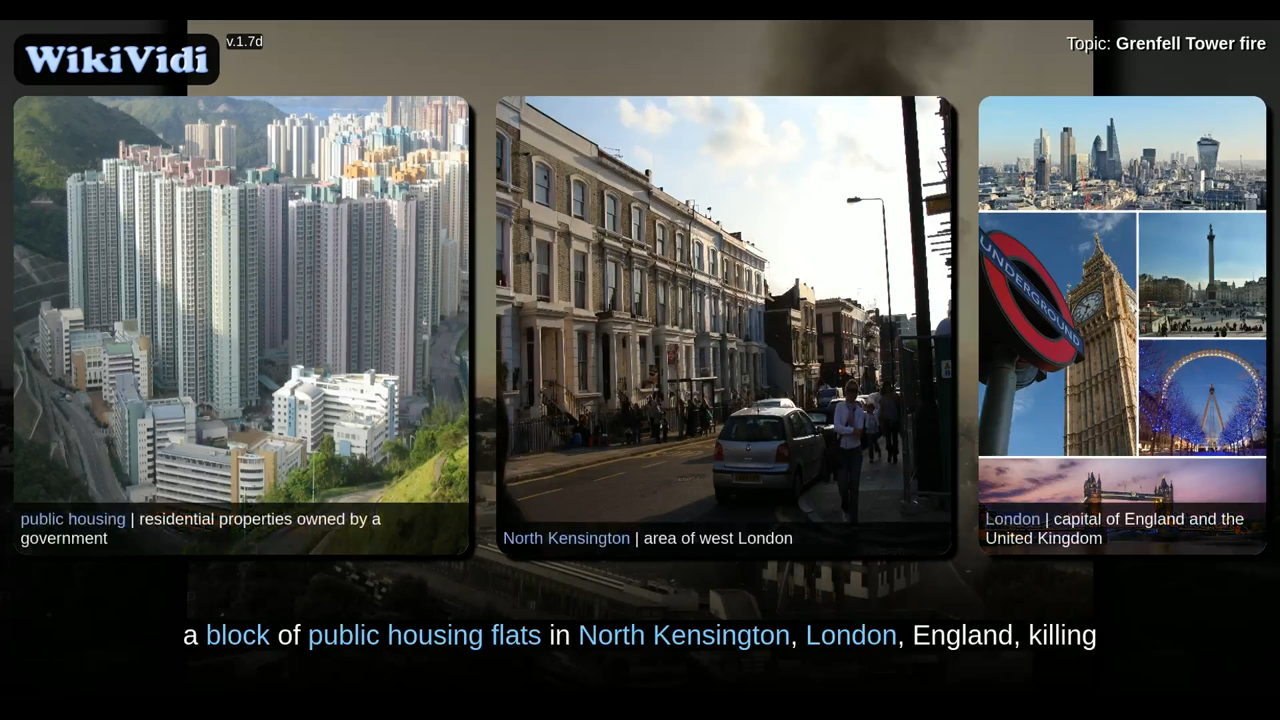 WikiVidi
v.1.7d
Topic: Grenfell Tower fire
UNDERGROUND
public housing | residential properties owned by a
government
North Kensington | area of west London
London | capital of England and the
United Kingdom
a block of public housing flats in North Kensington, London, England, killing